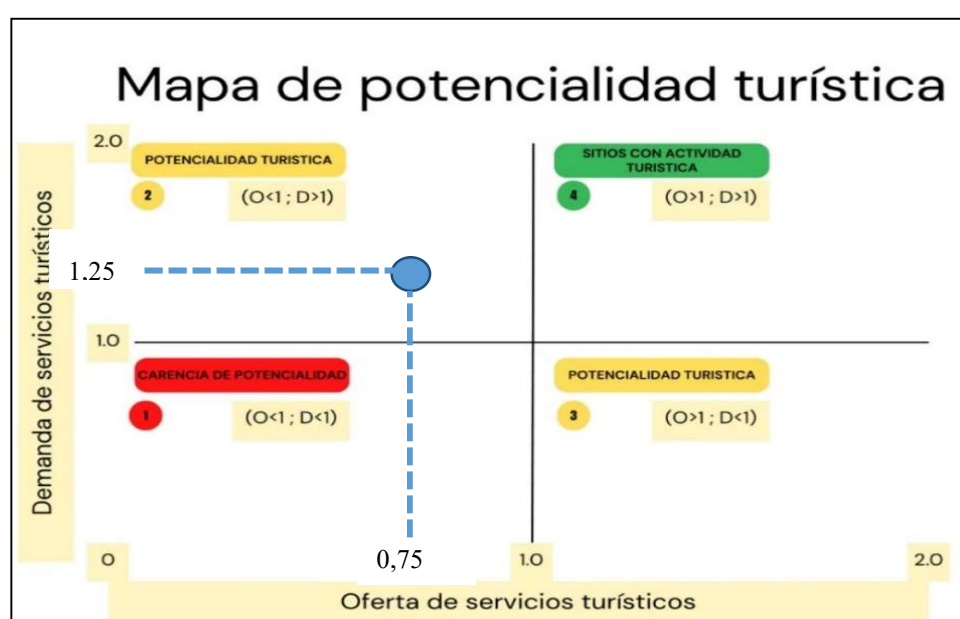 Mapa de potencialidad turística
2.0
POTENCIALIDAD TURISTICA
2
(O<1 ; D>1)
SITIOS CON ACTIVIDAD
TURISTICA
4
(O>1 ; D>1)
Demanda de servicios turísticos
1,25
1.0
CARENCIA DE POTENCIALIDAD
1
(O<1 ; D<1)
POTENCIALIDAD TURISTICA
3
(O>1 ; D<1)
0
0,75
1.0
2.0
Oferta de servicios turísticos